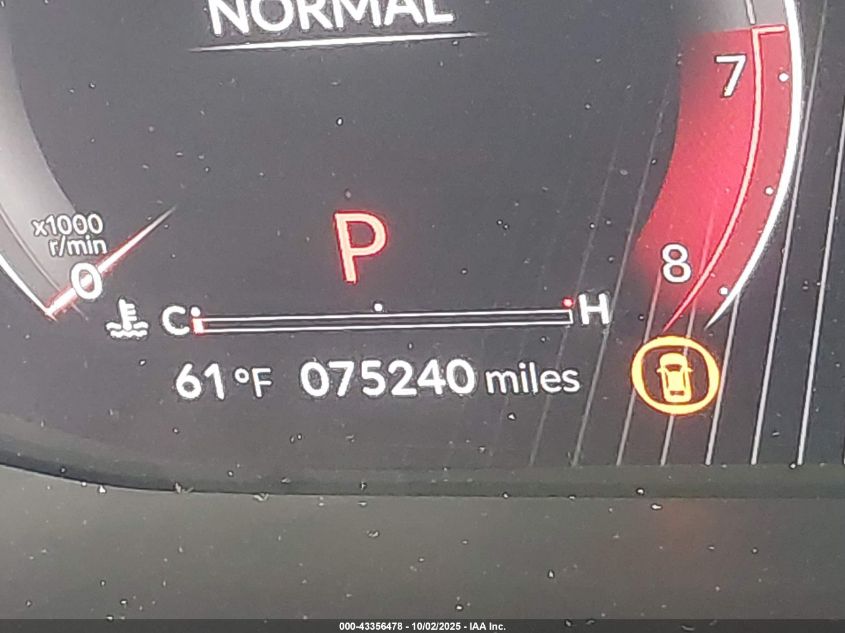 NORMAL
7
x1000
r/min
0
P
8
C H
61°F 075240 miles
000-43356478 - 10/02/2025 - IAA Inc.